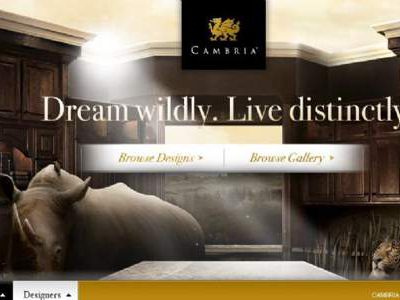 CAMBRIA
Dream wildly. Live distinctly
Browse Designs >
Browse Gallery >
Designers
CAMBRIA